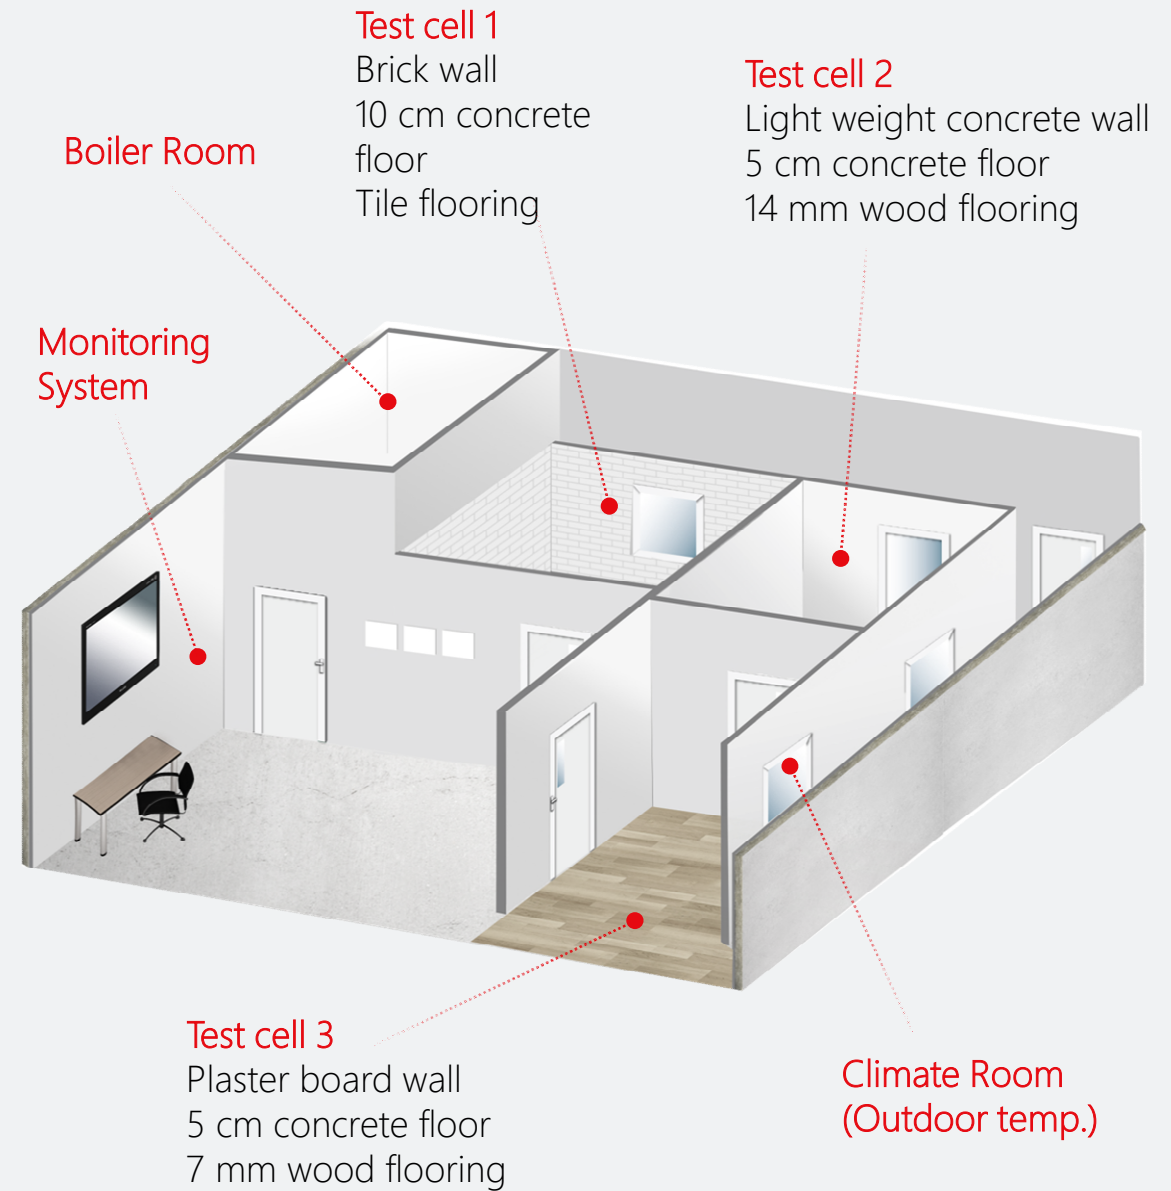 Test cell 1
Brick wall
10 cm concrete
floor
Tile flooring
Test cell 2
Light weight concrete wall
5 cm concrete floor
14 mm wood flooring
Boiler Room
Monitoring
System
Test cell 3
Plaster board wall
5 cm concrete floor
7 mm wood flooring
Climate Room
(Outdoor temp.)